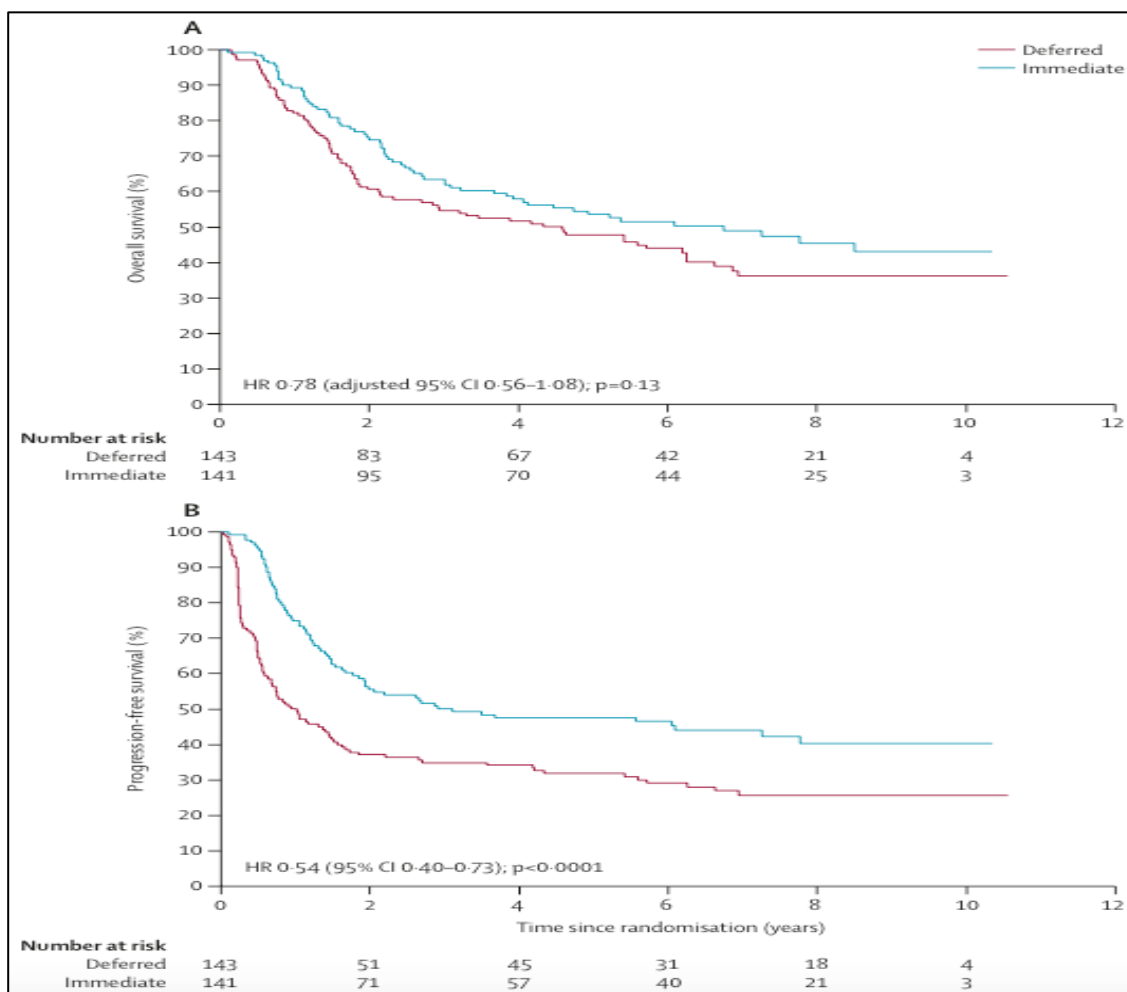 A
Deferred
Immediate
Overall survival (%)
100
90
80
70
60
50
40
30
20
10
0
HR 0·78 (adjusted 95% CI 0·56–1·08); p=0·13
0 2 4 6 8 10 12
Number at risk
Deferred 143 83 67 42 21 4
Immediate 141 95 70 44 25 3
B
Progression-free survival (%)
100
90
80
70
60
50
40
30
20
10
0
HR 0·54 (95% CI 0·40–0·73); p<0·0001
0 2 4 6 8 10 12
Time since randomisation (years)
Number at risk
Deferred 143 51 45 31 18 4
Immediate 141 71 57 40 21 3